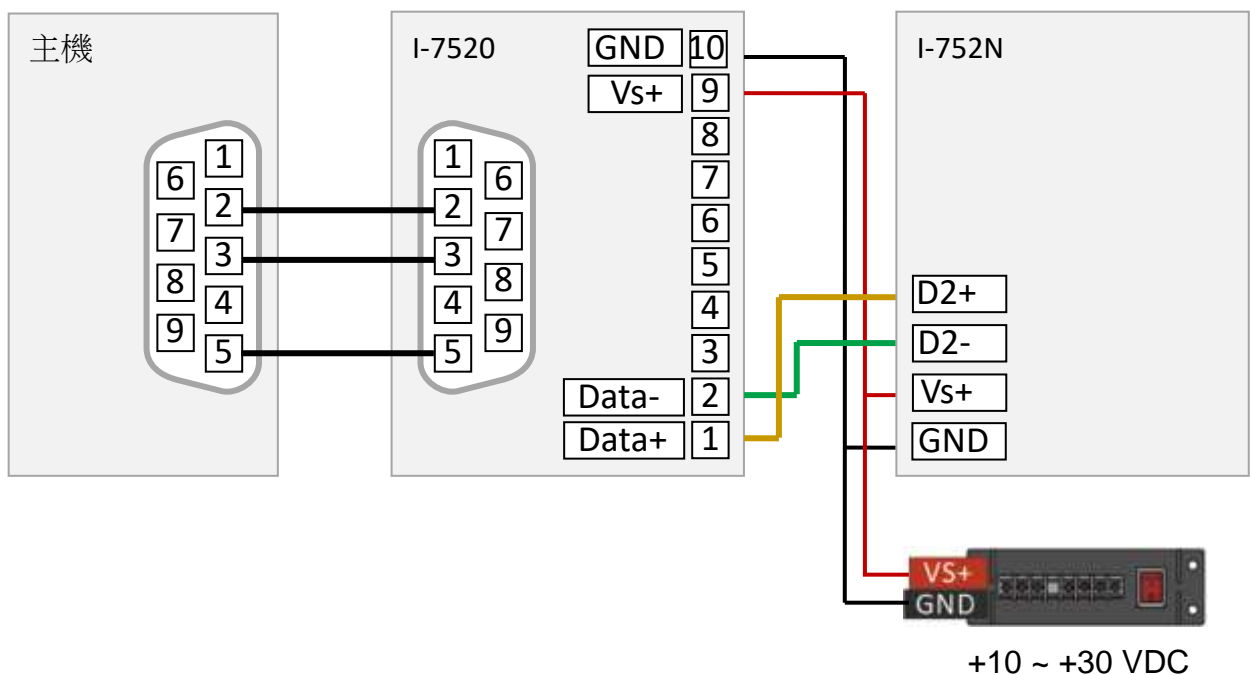 主機
1
6
2
7
3
8
4
9
5
I-7520
1
6
2
7
3
8
4
9
5
GND 10
Vs+ 9
8
7
6
5
4
3
Data- 2
Data+ 1
I-752N
D2+
D2-
Vs+
GND
VS+
GND
+10 ~ +30 VDC